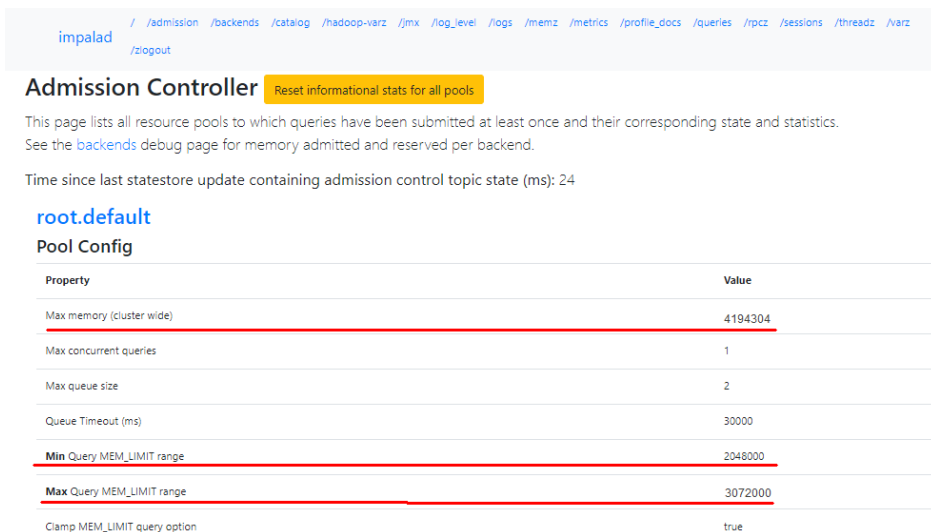 impalad
/ /admission /backends /catalog /hadoop-varz /jmx /log_level /logs /memz /metrics /profile_docs /queries /rpcz /sessions /threadz /varz
/zlogout
Admission Controller Reset informational stats for all pools
This page lists all resource pools to which queries have been submitted at least once and their corresponding state and statistics.
See the backends debug page for memory admitted and reserved per backend.
Time since last statestore update containing admission control topic state (ms): 24
root.default
Pool Config
Property Value
Max memory (cluster wide) 4194304
Max concurrent queries 1
Max queue size 2
Queue Timeout (ms) 30000
Min Query MEM_LIMIT range 2048000
Max Query MEM_LIMIT range 3072000
Clamp MEM_LIMIT query option true